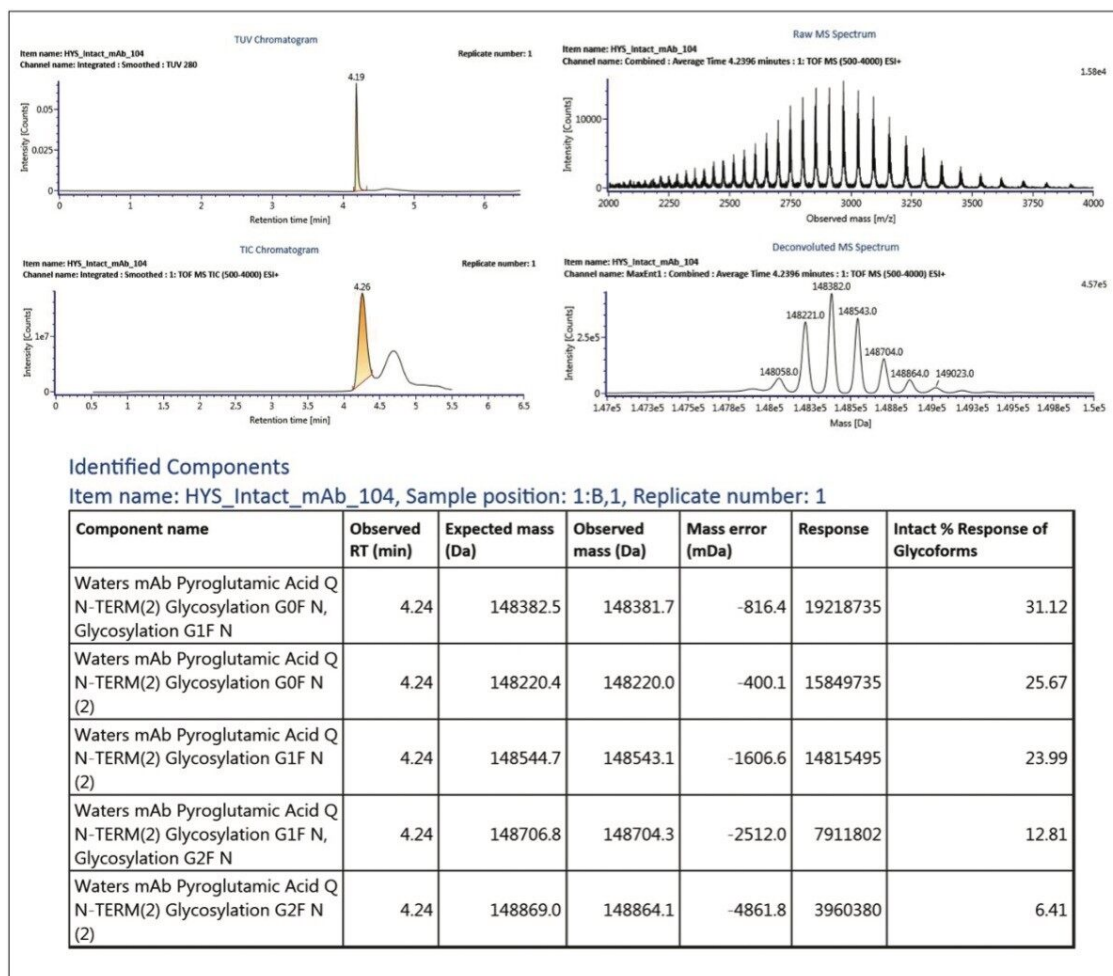 TUV Chromatogram
Item name: HYS_Intact_mAb_104
Replicate number: 1
Channel name: Integrated : Smoothed : TUV 280
4.19
0.05
0.025
0
Intensity [Counts]
0 1 2 3 4 5 6
Retention time [min]
Raw MS Spectrum
Item name: HYS_Intact_mAb_104
Channel name: Combined : Average Time 4.2396 minutes : 1: TOF MS (500-4000) ESI+
1.58e4
10000
0
Intensity [Counts]
2000 2250 2500 2750 3000 3250 3500 3750 4000
Observed mass [m/z]
TIC Chromatogram
Item name: HYS_Intact_mAb_104
Replicate number: 1
Channel name: Integrated : Smoothed : 1: TOF MS TIC (500-4000) ESI+
4.26
1e7
0
Intensity [Counts]
0 0.5 1 1.5 2 2.5 3 3.5 4 4.5 5 5.5 6 6.5
Retention time [min]
Deconvoluted MS Spectrum
Item name: HYS_Intact_mAb_104
Channel name: MaxEnt1 : Combined : Average Time 4.2396 minutes : 1: TOF MS (500-4000) ESI+
4.57e5
148382.0
148221.0
148543.0
148704.0
148058.0
148864.0
149023.0
2.5e5
0
Intensity [Counts]
1.47e5 1.473e5 1.475e5 1.478e5 1.48e5 1.483e5 1.485e5 1.488e5 1.49e5 1.493e5 1.495e5 1.498e5 1.5e5
Mass [Da]
Identified Components
Item name: HYS_Intact_mAb_104, Sample position: 1:B,1, Replicate number: 1
Component name Observed Expected mass Observed Mass error Response Intact % Response of
RT (min) (Da) mass (Da) (mDa) Glycoforms
Waters mAb Pyroglutamic Acid Q
N-TERM(2) Glycosylation G0F N, 4.24 148382.5 148381.7 -816.4 19218735 31.12
Glycosylation G1F N
Waters mAb Pyroglutamic Acid Q
N-TERM(2) Glycosylation G0F N 4.24 148220.4 148220.0 -400.1 15849735 25.67
(2)
Waters mAb Pyroglutamic Acid Q
N-TERM(2) Glycosylation G1F N 4.24 148544.7 148543.1 -1606.6 14815495 23.99
(2)
Waters mAb Pyroglutamic Acid Q
N-TERM(2) Glycosylation G1F N, 4.24 148706.8 148704.3 -2512.0 7911802 12.81
Glycosylation G2F N
Waters mAb Pyroglutamic Acid Q
N-TERM(2) Glycosylation G2F N 4.24 148869.0 148864.1 -4861.8 3960380 6.41
(2)